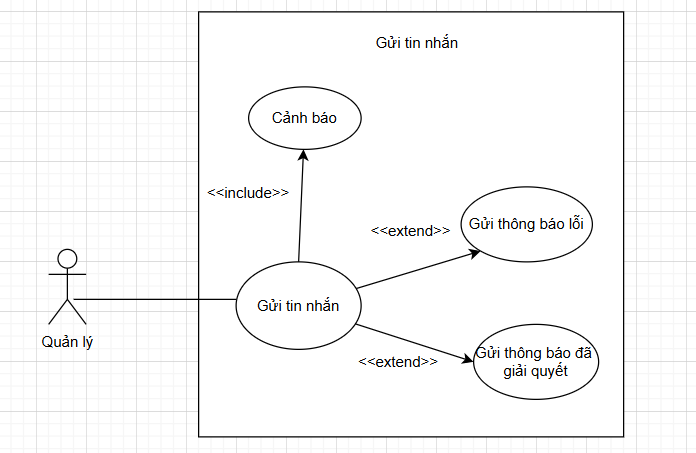 Gửi tin nhắn
Cảnh báo
<<include>>
Gửi thông báo lỗi
<<extend>>
Gửi tin nhắn
Quản lý
Gửi thông báo đã
giải quyết
<<extend>>